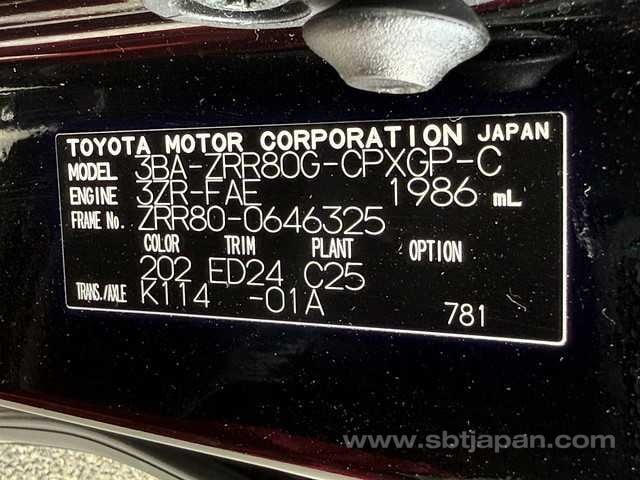 TOYOTA MOTOR CORPORATION JAPAN
MODEL 3BA-ZRR80G-CPXGP-C
ENGINE 3ZR-FAE 1986 mL
FRAME No. ZRR80-0646325
COLOR TRIM PLANT OPTION
202 ED24 C25
TRANS./AXLE K114 -01A
781
www.sbtjapan.com